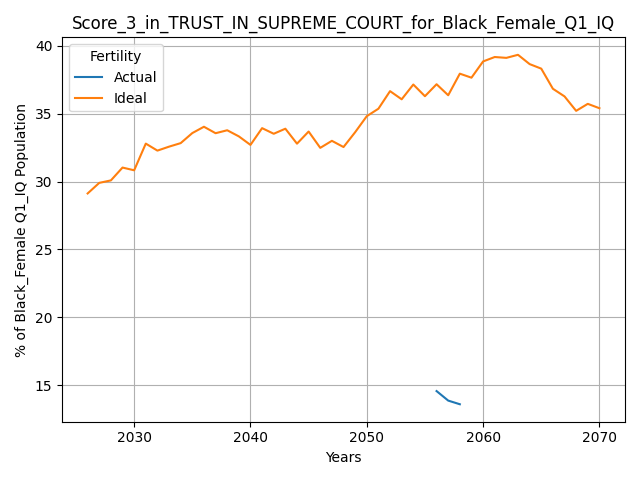 Score_3_in_TRUST_IN_SUPREME_COURT_for_Black_Female_Q1_IQ
Fertility
Actual
Ideal
% of Black_Female Q1_IQ Population
40
35
30
25
20
15
2030 2040 2050 2060 2070
Years